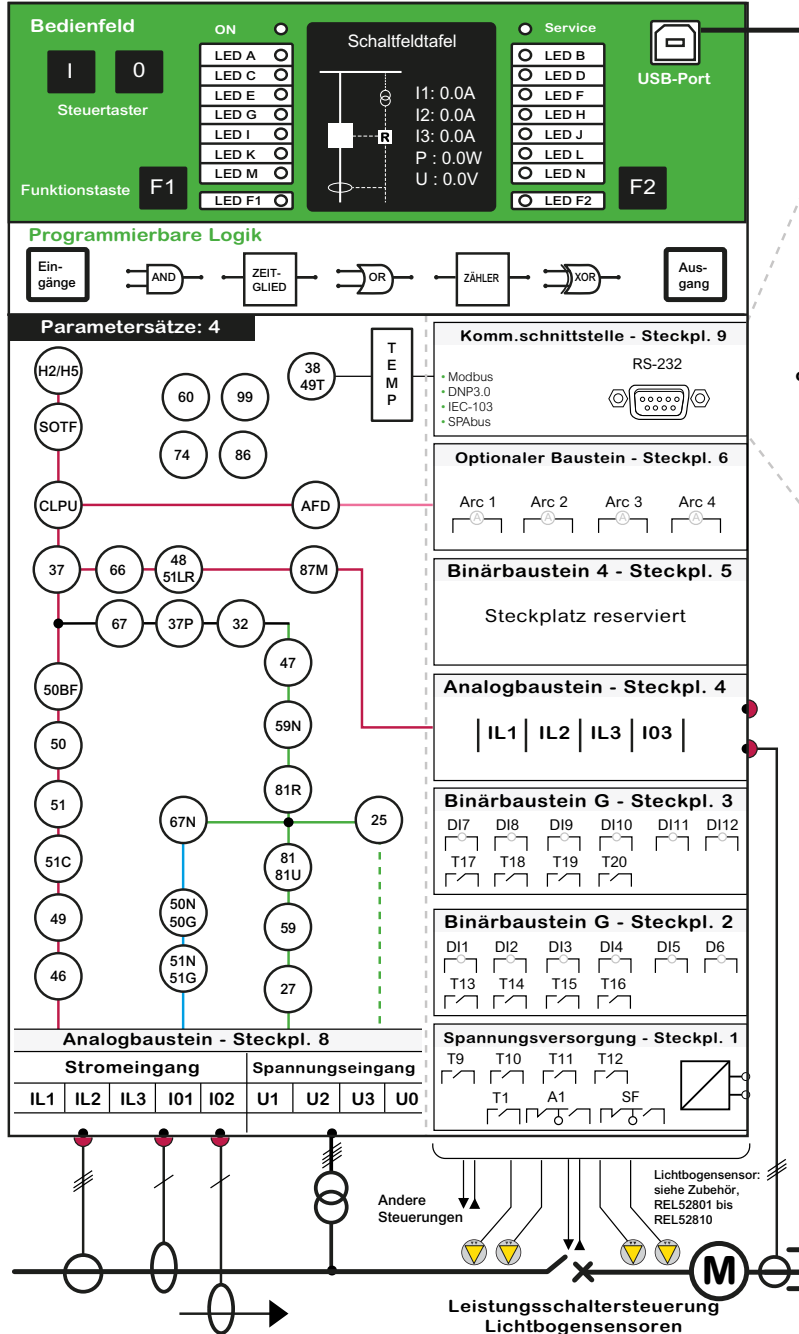 Bedienfeld
ON
Schaltfeldtafel
Service
USB-Port
I
0
Steuertaster
LED A
LED C
LED E
LED G
LED I
LED K
LED M
LED F1
R
I1: 0.0A
I2: 0.0A
I3: 0.0A
P : 0.0W
U : 0.0V
LED B
LED D
LED F
LED H
LED J
LED L
LED N
LED F2
Funktionstaste
F1
F2
Programmierbare Logik
Ein-
gänge
AND
ZEIT-
GLIED
OR
ZÄHLER
XOR
Aus-
gang
Parametersätze: 4
H2/H5
SOTF
60
99
74
86
38
49T
T
E
M
P
CLPU
AFD
37
66
48
51LR
87M
67
37P
32
47
50BF
59N
50
81R
51
67N
25
51C
81
81U
50N
50G
49
59
51N
51G
46
27
Komm.schnittstelle - Steckpl. 9
RS-232
• Modbus
• DNP3.0
• IEC-103
• SPAbus
Optionaler Baustein - Steckpl. 6
Arc 1 Arc 2 Arc 3 Arc 4
A A A A
Binärbaustein 4 - Steckpl. 5
Steckplatz reserviert
Analogbaustein - Steckpl. 4
IL1 IL2 IL3 I03
Binärbaustein G - Steckpl. 3
DI7 DI8 DI9 DI10 DI11 DI12
T17 T18 T19 T20
Binärbaustein G - Steckpl. 2
DI1 DI2 DI3 DI4 DI5 D6
T13 T14 T15 T16
Spannungsversorgung - Steckpl. 1
T9 T10 T11 T12
T1 A1 SF
Analogbaustein - Steckpl. 8
Stromeingang Spannungseingang
IL1 IL2 IL3 I01 I02 U1 U2 U3 U0
Andere
Steuerungen
Lichtbogensensor:
siehe Zubehör,
REL52801 bis
REL52810
M
Leistungsschaltersteuerung
Lichtbogensensoren